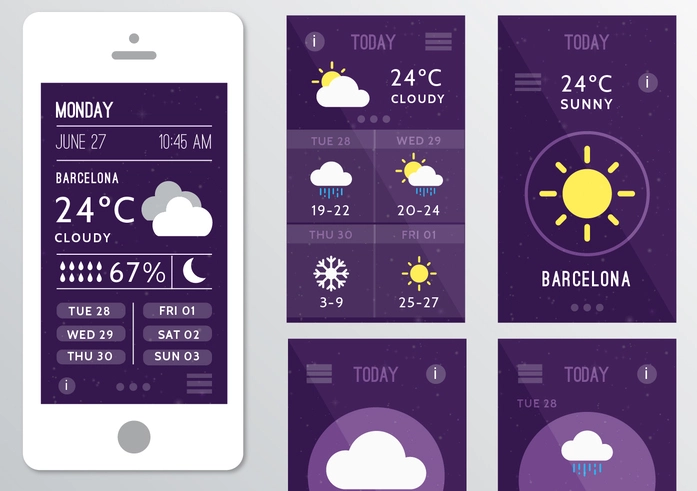 MONDAY
JUNE 27 10:45 AM
BARCELONA
24°C
CLOUDY
67%
TUE 28 FRI 01
WED 29 SAT 02
THU 30 SUN 03
i
i TODAY
24°C
CLOUDY
TUE 28 WED 29
19-22 20-24
THU 30 FRI 01
3-9 25-27
TODAY
24°C i
SUNNY
BARCELONA
TODAY i
TODAY i
TUE 28